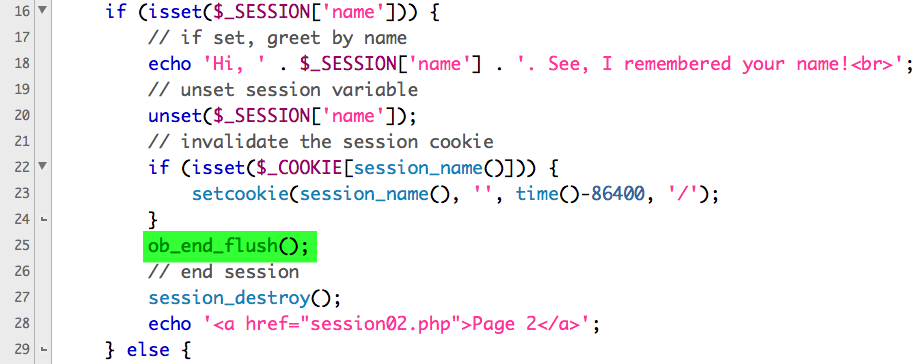 16 if (isset($_SESSION['name'])) {
17 // if set, greet by name
18 echo 'Hi, ' . $_SESSION['name'] . '. See, I remembered your name!<br>';
19 // unset session variable
20 unset($_SESSION['name']);
21 // invalidate the session cookie
22 if (isset($_COOKIE[session_name()])) {
23 setcookie(session_name(), '', time()-86400, '/');
24 }
25 ob_end_flush();
26 // end session
27 session_destroy();
28 echo '<a href="session02.php">Page 2</a>';
29 } else {